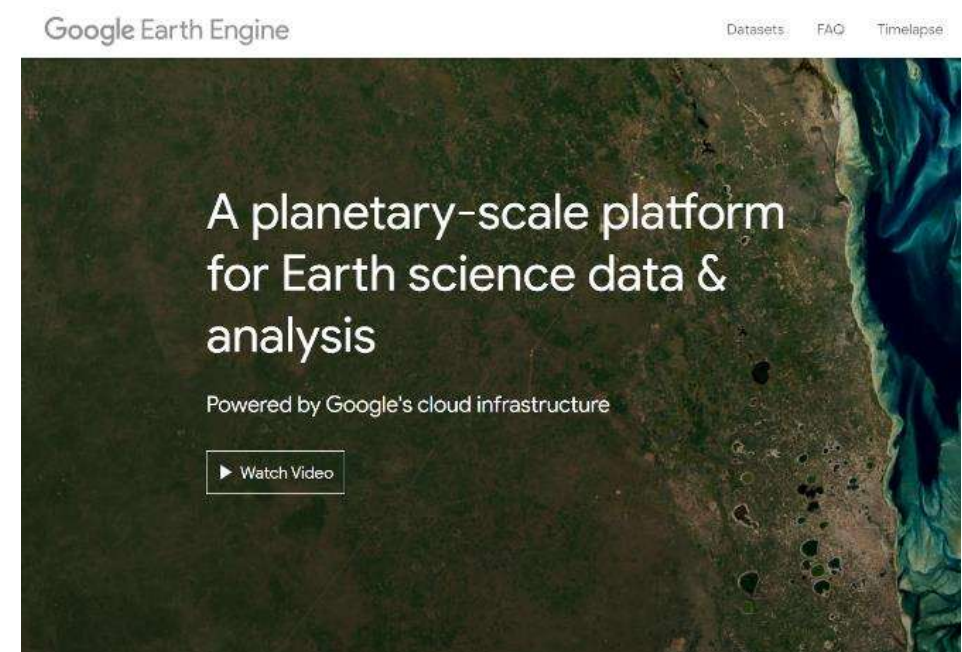 Google Earth Engine
Datasets FAQ Timelapse
A planetary-scale platform
for Earth science data &
analysis
Powered by Google's cloud infrastructure
Watch Video